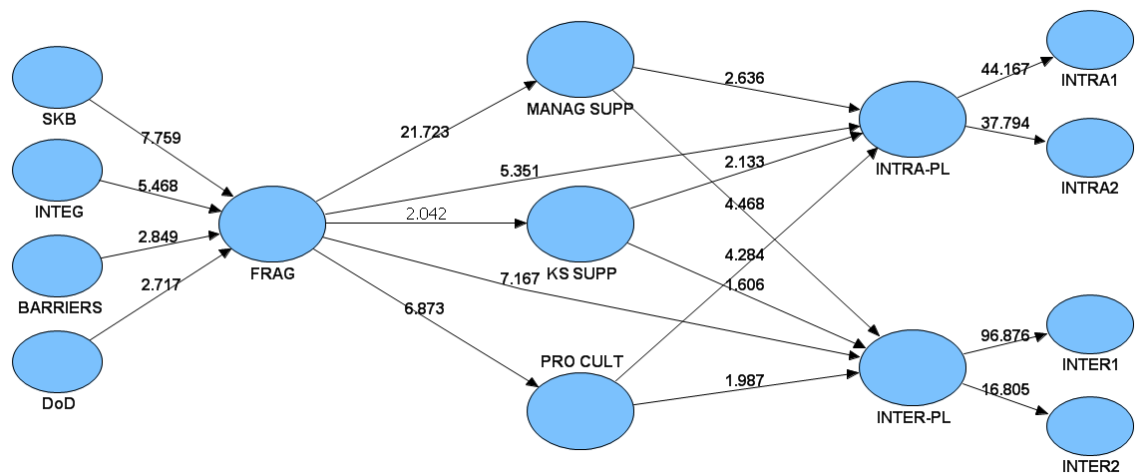 SKB
INTEG
BARRIERS
DoD
7.759
5.468
2.849
2.717
FRAG
21.723
5.351
2.042
7.167
6.873
MANAG SUPP
KS SUPP
PRO CULT
2.636
2.133
4.468
4.284
1.606
1.987
INTRA-PL
INTER-PL
44.167
37.794
96.876
16.805
INTRA1
INTRA2
INTER1
INTER2